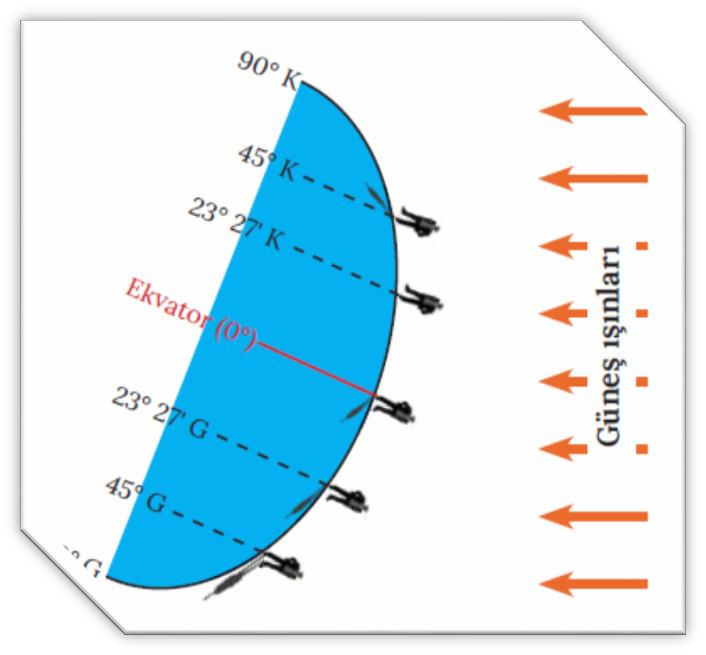 90° K
45° K
23° 27' K
Ekvator (0°)
23° 27' G
45° G
° G
Güneş ışınları